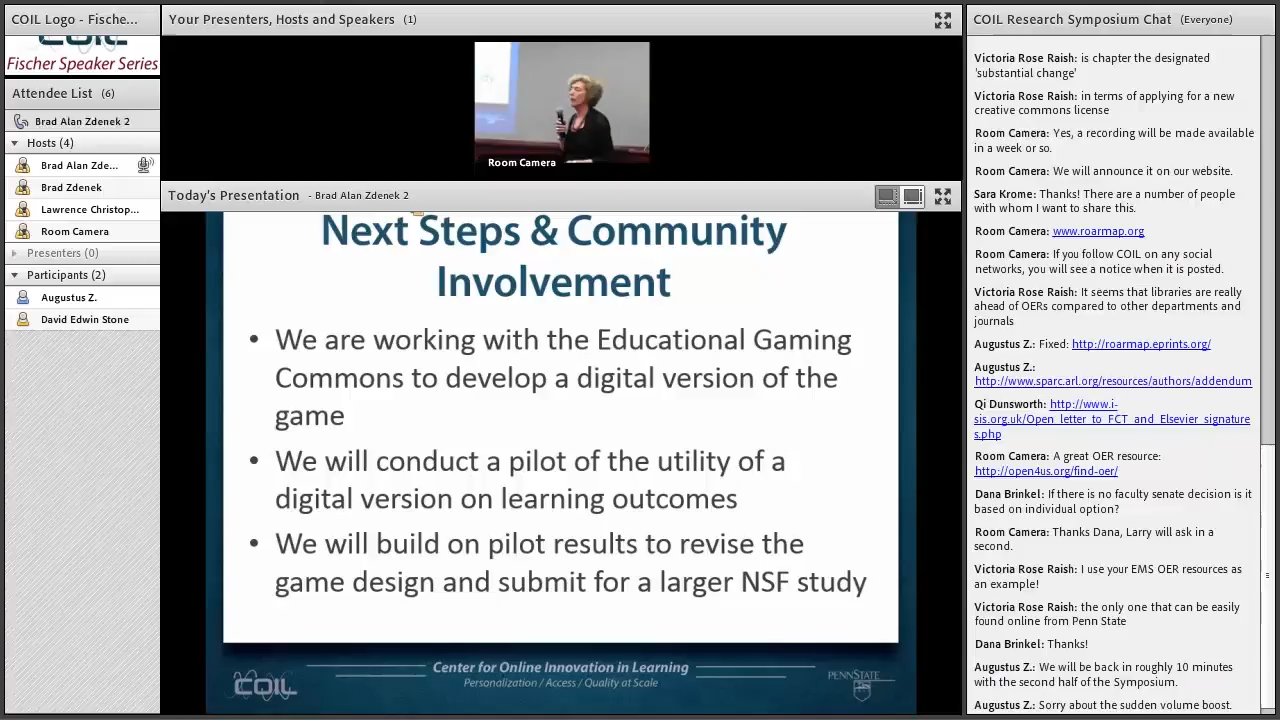 COIL Logo - Fische...
COIL
Fischer Speaker Series
Attendee List (6)
Brad Alan Zdenek 2
Hosts (4)
Brad Alan Zde...
Brad Zdenek
Lawrence Christop...
Room Camera
Presenters (0)
Participants (2)
Augustus Z.
David Edwin Stone
Your Presenters, Hosts and Speakers (1)
Room Camera
Today's Presentation - Brad Alan Zdenek 2
Next Steps & Community
Involvement
• We are working with the Educational Gaming
Commons to develop a digital version of the
game
• We will conduct a pilot of the utility of a
digital version on learning outcomes
• We will build on pilot results to revise the
game design and submit for a larger NSF study
COIL
Center for Online Innovation in Learning
Personalization / Access / Quality at Scale
PENNSTATE
COIL Research Symposium Chat (Everyone)
Victoria Rose Raish: is chapter the designated
'substantial change'
Victoria Rose Raish: in terms of applying for a new
creative commons license
Room Camera: Yes, a recording will be made available
in a week or so.
Room Camera: We will announce it on our website.
Sara Krome: Thanks! There are a number of people
with whom I want to share this.
Room Camera: www.roarmap.org
Room Camera: If you follow COIL on any social
networks, you will see a notice when it is posted.
Victoria Rose Raish: It seems that libraries are really
ahead of OERs compared to other departments and
journals
Augustus Z.: Fixed: http://roarmap.eprints.org/
Augustus Z.:
http://www.sparc.arl.org/resources/authors/addendum
Qi Dunsworth: http://www.i-
sis.org.uk/Open_letter_to_FCT_and_Elsevier_signature
s.php
Room Camera: A great OER resource:
http://open4us.org/find-oer/
Dana Brinkel: If there is no faculty senate decision is it
based on individual option?
Room Camera: Thanks Dana, Larry will ask in a
second.
Victoria Rose Raish: I use your EMS OER resources as
an example!
Victoria Rose Raish: the only one that can be easily
found online from Penn State
Dana Brinkel: Thanks!
Augustus Z.: We will be back in roughly 10 minutes
with the second half of the Symposium.
Augustus Z.: Sorry about the sudden volume boost.